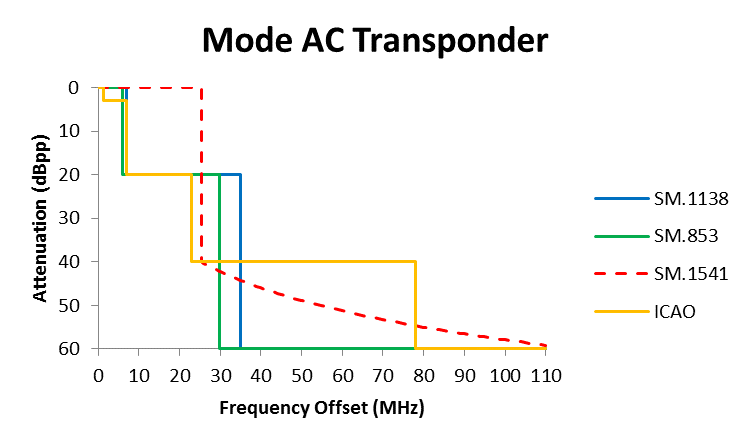 Mode AC Transponder
Attenuation (dBpp)
0
10
20
30
40
50
60
0 10 20 30 40 50 60 70 80 90 100 110
Frequency Offset (MHz)
SM.1138
SM.853
SM.1541
ICAO